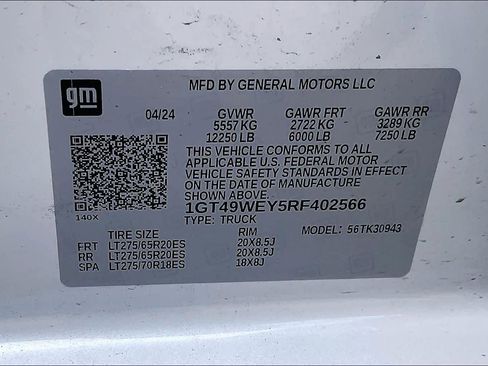 gm
MFD BY GENERAL MOTORS LLC
04/24 GVWR GAWR FRT GAWR RR
5557 KG 2722 KG 3289 KG
12250 LB 6000 LB 7250 LB
THIS VEHICLE CONFORMS TO ALL
APPLICABLE U.S. FEDERAL MOTOR
VEHICLE SAFETY STANDARDS IN EFFECT
ON THE DATE OF MANUFACTURE
SHOWN ABOVE.
1GT49WEY5RF402566
140X
TYPE: TRUCK
TIRE SIZE RIM MODEL: 56TK30943
FRT LT275/65R20ES 20X8.5J
RR LT275/65R20ES 20X8.5J
SPA LT275/70R18ES 18X8J